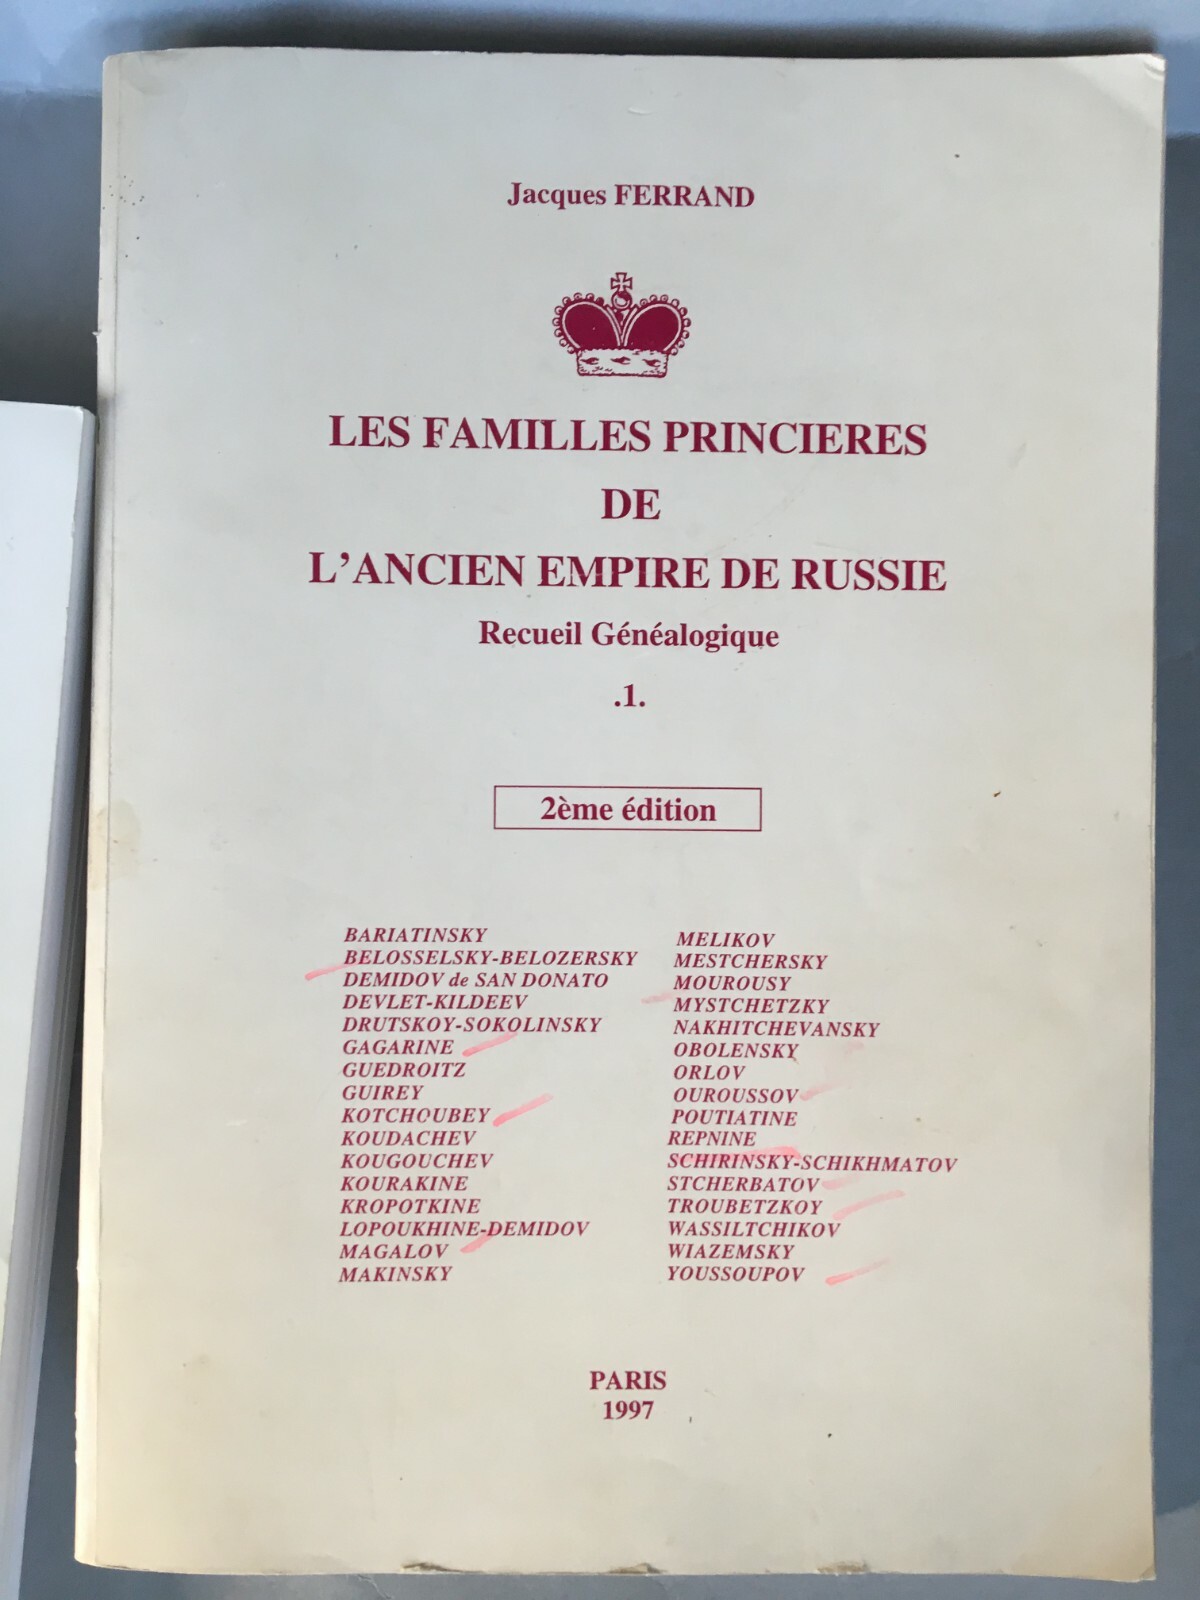 Jacques FERRAND
LES FAMILLES PRINCIERES
DE
L'ANCIEN EMPIRE DE RUSSIE
Recueil Généalogique
.1.
2ème édition
BARIATINSKY
BELOSSELSKY-BELOZERSKY
DEMIDOV de SAN DONATO
DEVLET-KILDEEV
DRUTSKOY-SOKOLINSKY
GAGARINE
GUEDROITZ
GUIREY
KOTCHOUBEY
KOUDACHEV
KOUGOUCHEV
KOURAKINE
KROPOTKINE
LOPOUKHINE-DEMIDOV
MAGALOV
MAKINSKY
MELIKOV
MESTCHERSKY
MOUROUSY
MYSTCHETZKY
NAKHITCHEVANSKY
OBOLENSKY
ORLOV
OUROUSSOV
POUTIATINE
REPNINE
SCHIRINSKY-SCHIKHMATOV
STCHERBATOV
TROUBETZKOY
WASSILTCHIKOV
WIAZEMSKY
YOUSSOUPOV
PARIS
1997